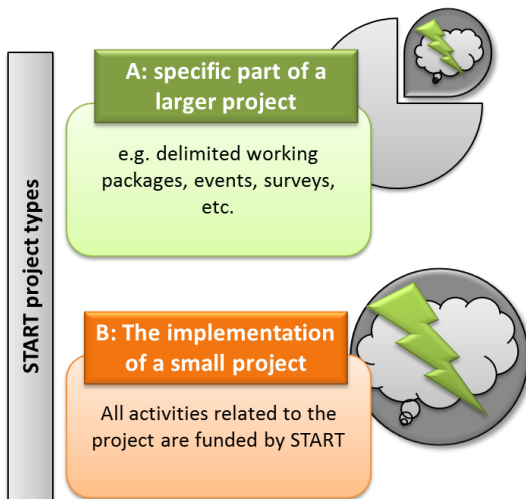 START project types
A: specific part of a
larger project
e.g. delimited working
packages, events, surveys,
etc.
B: The implementation
of a small project
All activities related to the
project are funded by START